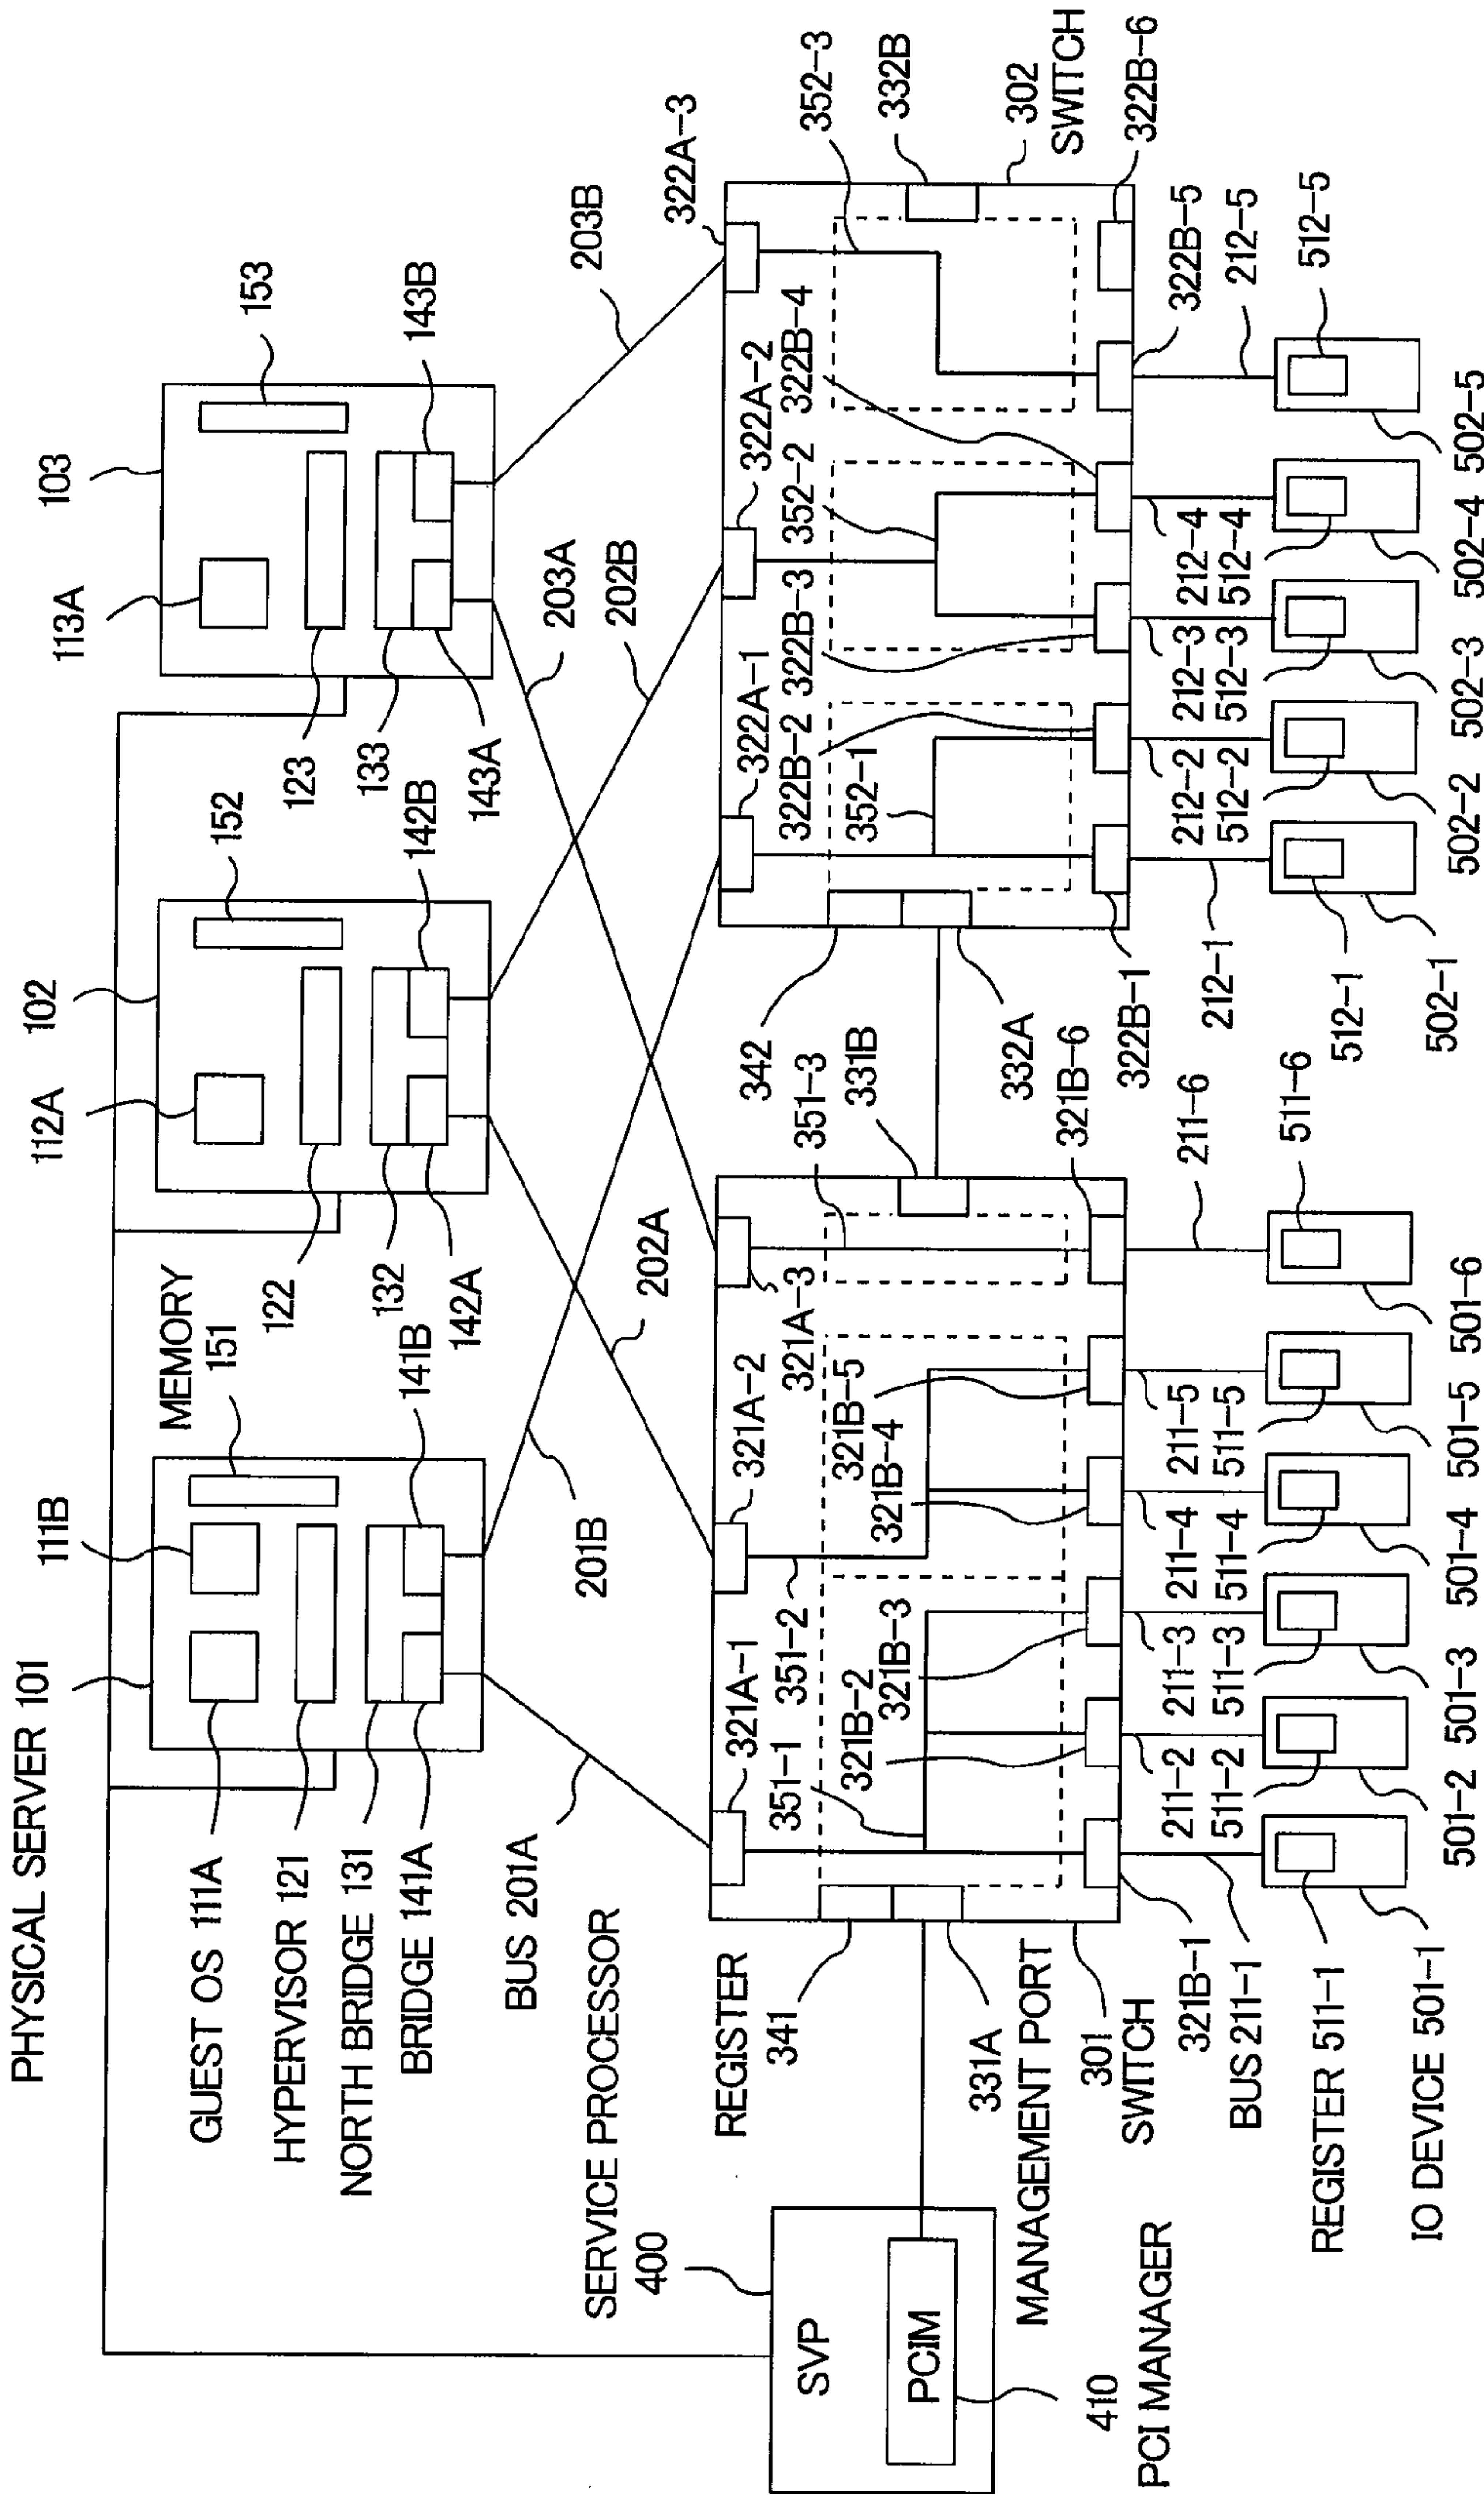 PHYSICAL SERVER 101
111B
102
103
112A
113A
GUEST OS 111A
MEMORY
151
152
153
HYPERVISOR 121
122
123
NORTH BRIDGE 131
132
133
BRIDGE 141A
141B
142A
142B
143A
143B
BUS 201A
201B
202A
203A
202B
203B
SERVICE PROCESSOR
400
SVP
PCIM
410
PCI MANAGER
REGISTER
341
331A
MANAGEMENT PORT
301
SWITCH
321A-1
321A-2
321A-3
351-1
351-2
351-3
331B
321B-2
321B-3
321B-4
321B-5
321B-6
321B-1
342
332A
322A-1
322A-2
322A-3
322B-2
322B-3
322B-4
352-1
352-2
352-3
332B
302
SWITCH
322B-6
322B-5
322B-1
BUS 211-1
211-2
211-3
211-4
211-5
211-6
212-1
212-2
212-3
212-4
212-5
REGISTER 511-1
511-2
511-3
511-4
511-5
511-6
512-1
512-2
512-3
512-4
512-5
IO DEVICE 501-1
501-2
501-3
501-4
501-5
501-6
502-1
502-2
502-3
502-4
502-5